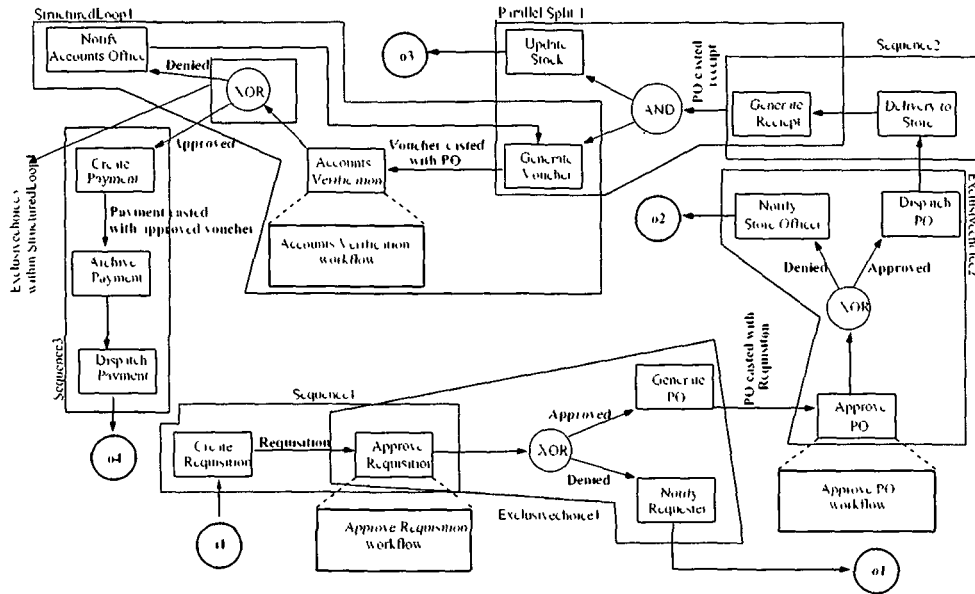 StructuredLoop1
Notify
Accounts Office
Denied
XOR
Approved
Create
Payment
Payment casted
with approved voucher
Archive
Payment
Dispatch
Payment
Sequence3
Exclusivechoice3
within StructuredLoop1
o4
Accounts
Verification
Accounts Verification
workflow
Voucher casted
with PO
Parallel Split 1
Update
Stock
o3
AND
Generate
Voucher
PO casted
receipt
Sequence2
Generate
Reciept
Delivery to
Store
Exclusivechoice2
Notify
Store Officer
o2
Dispatch
PO
Denied
Approved
XOR
Approve
PO
Approve PO
workflow
PO casted with
Requisition
Sequence1
Create
Requisition
Requisition
Approve
Requisition
Approve Requisition
workflow
i1
XOR
Approved
Denied
Generate
PO
Notify
Requester
Exclusivechoice1
o1